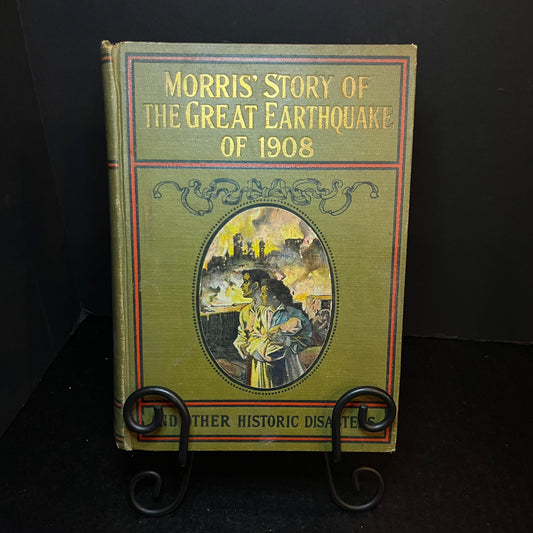 MORRIS' STORY OF
THE GREAT EARTHQUAKE
OF 1908
AND OTHER HISTORIC DISASTERS